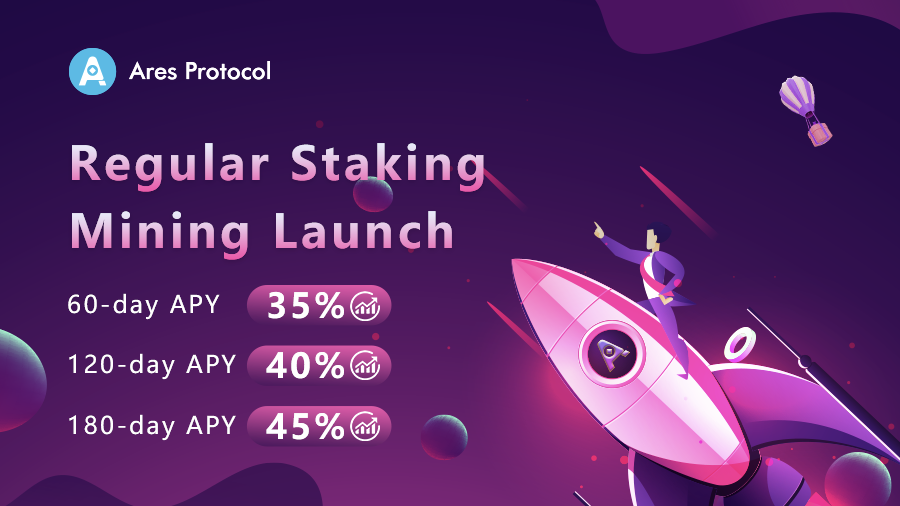 Ares Protocol
Regular Staking
Mining Launch
60-day APY 35%
120-day APY 40%
180-day APY 45%